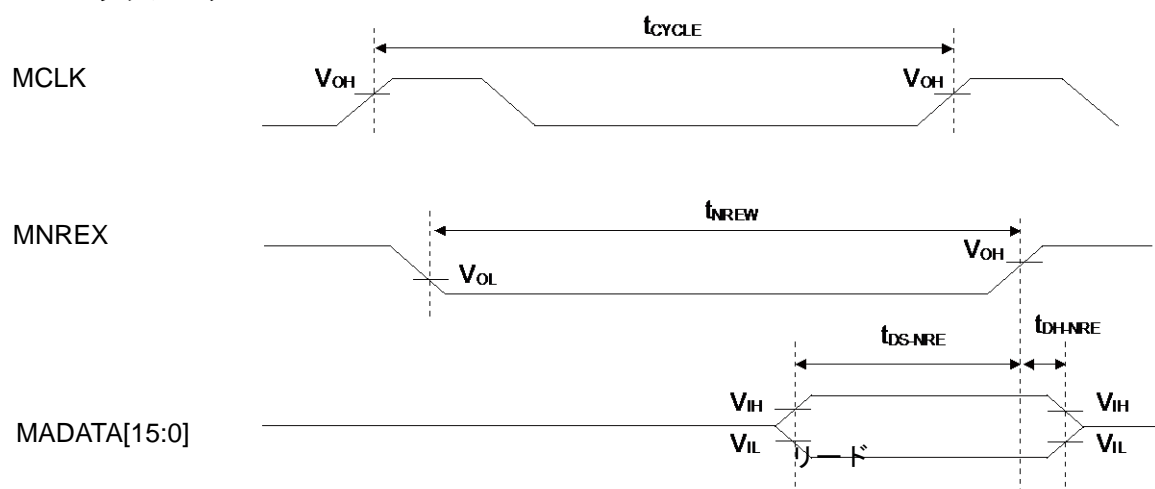 tCYCLE
MCLK VOH VOH
tNREW
MNREX VOL VOH
tDS-NRE tDH-NRE
VIH VIH
MADATA[15:0]
VIL リード VIL